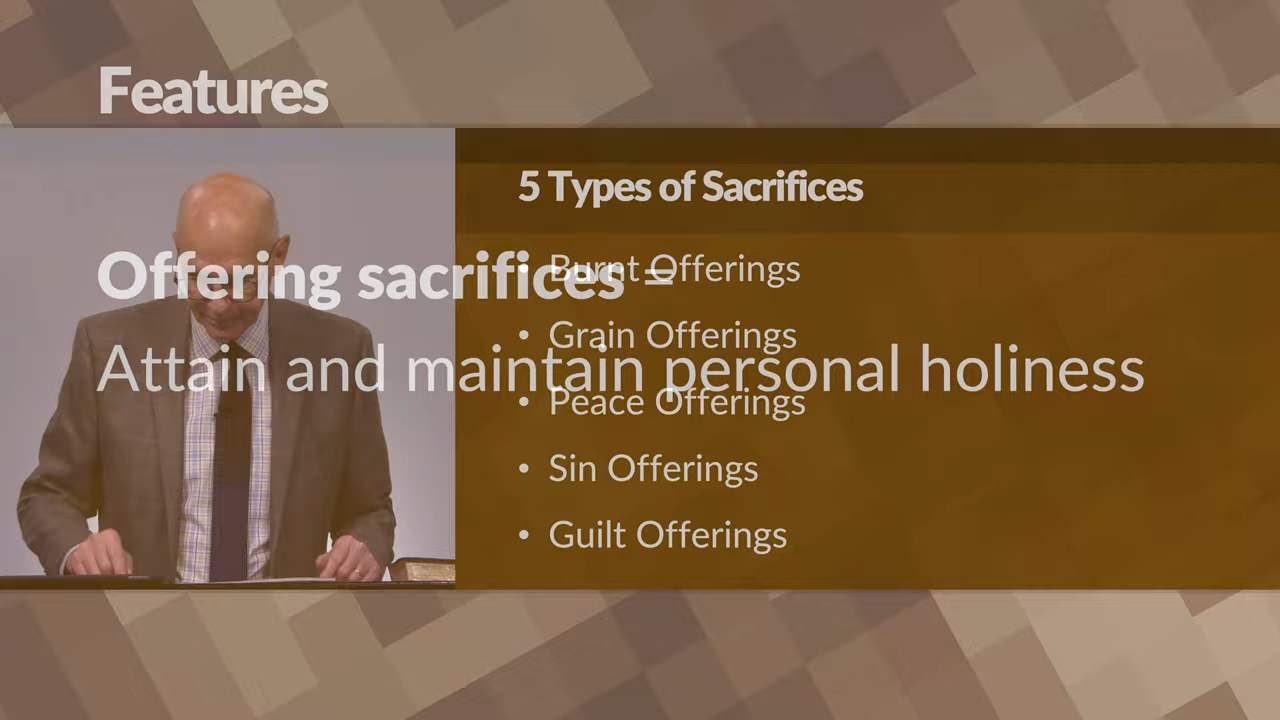 Features
5 Types of Sacrifices
Offering sacrifices =
• Burnt Offerings
• Grain Offerings
Attain and maintain personal holiness
• Peace Offerings
• Sin Offerings
• Guilt Offerings